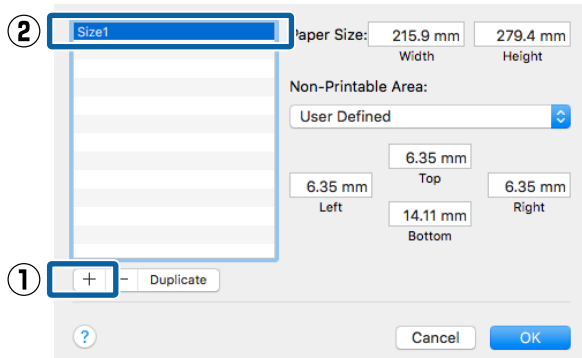 ② Size1
Paper Size: 215.9 mm 279.4 mm
Width Height
Non-Printable Area:
User Defined
6.35 mm
Top
6.35 mm 6.35 mm
Left Right
14.11 mm
Bottom
① + − Duplicate
? Cancel OK